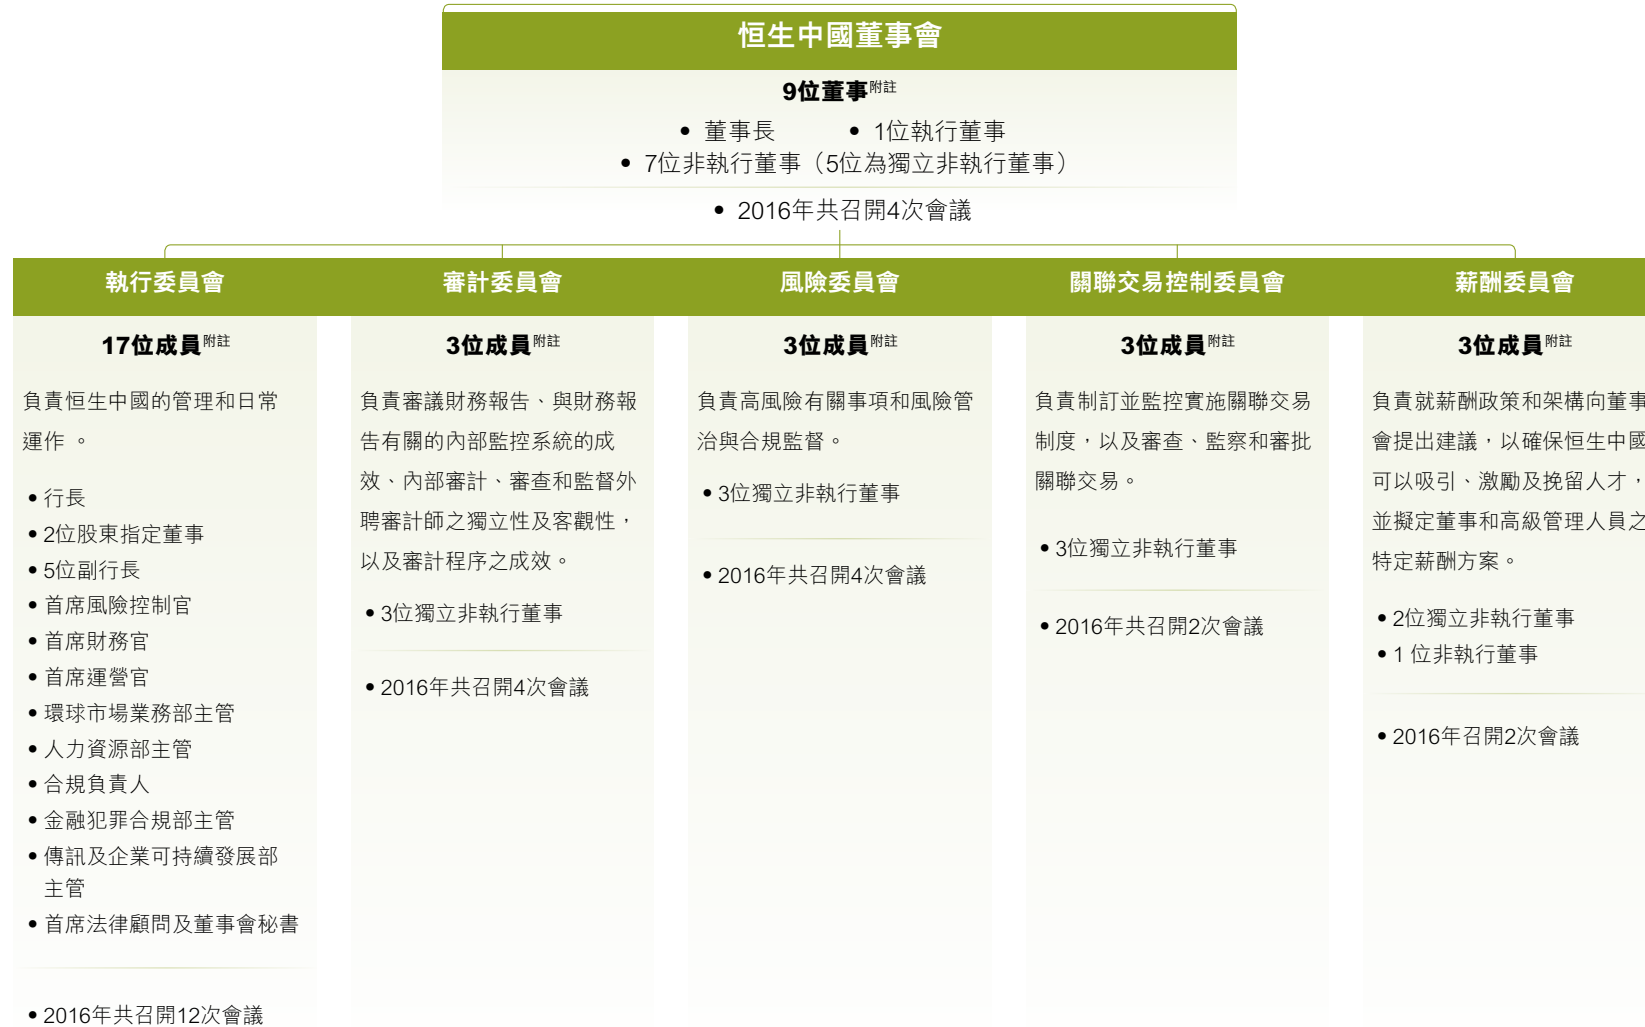 恒生中國董事會
9位董事附註
• 董事長 • 1位執行董事
• 7位非執行董事（5位為獨立非執行董事）
• 2016年共召開4次會議
執行委員會
17位成員附註
負責恒生中國的管理和日常
運作 。
• 行長
• 2位股東指定董事
• 5位副行長
• 首席風險控制官
• 首席財務官
• 首席運營官
• 環球市場業務部主管
• 人力資源部主管
• 合規負責人
• 金融犯罪合規部主管
• 傳訊及企業可持續發展部
主管
• 首席法律顧問及董事會秘書
• 2016年共召開12次會議
審計委員會
3位成員附註
負責審議財務報告、與財務報
告有關的內部監控系統的成
效、內部審計、審查和監督外
聘審計師之獨立性及客觀性，
以及審計程序之成效。
• 3位獨立非執行董事
• 2016年共召開4次會議
風險委員會
3位成員附註
負責高風險有關事項和風險管
治與合規監督。
• 3位獨立非執行董事
• 2016年共召開4次會議
關聯交易控制委員會
3位成員附註
負責制訂並監控實施關聯交易
制度，以及審查、監察和審批
關聯交易。
• 3位獨立非執行董事
• 2016年共召開2次會議
薪酬委員會
3位成員附註
負責就薪酬政策和架構向董事
會提出建議，以確保恒生中國
可以吸引、激勵及挽留人才，
並擬定董事和高級管理人員之
特定薪酬方案。
• 2位獨立非執行董事
• 1 位非執行董事
• 2016年召開2次會議